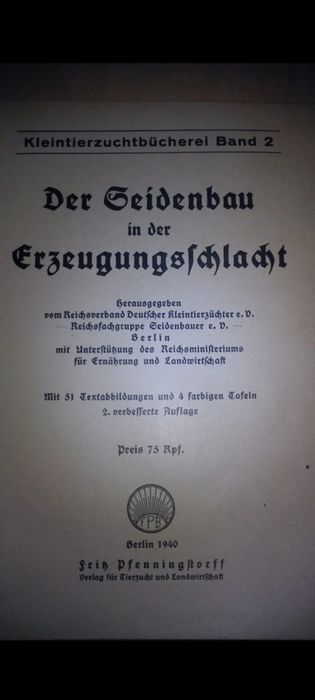 Kleintierzuchtbücherei Band 2
Der Seidenbau
in der
Erzeugungsschlacht
Herausgegeben
vom Reichsverband Deutscher Kleintierzüchter e. V.
— Reichsfachgruppe Seidenbauer e. V. —
Berlin
mit Unterstützung des Reichsministeriums
für Ernährung und Landwirtschaft
Mit 51 Textabbildungen und 4 farbigen Tafeln
2. verbesserte Auflage
Preis 75 Rpf.
FPB
Berlin 1940
Fritz Pfenningstorff
Verlag für Tierzucht und Landwirtschaft